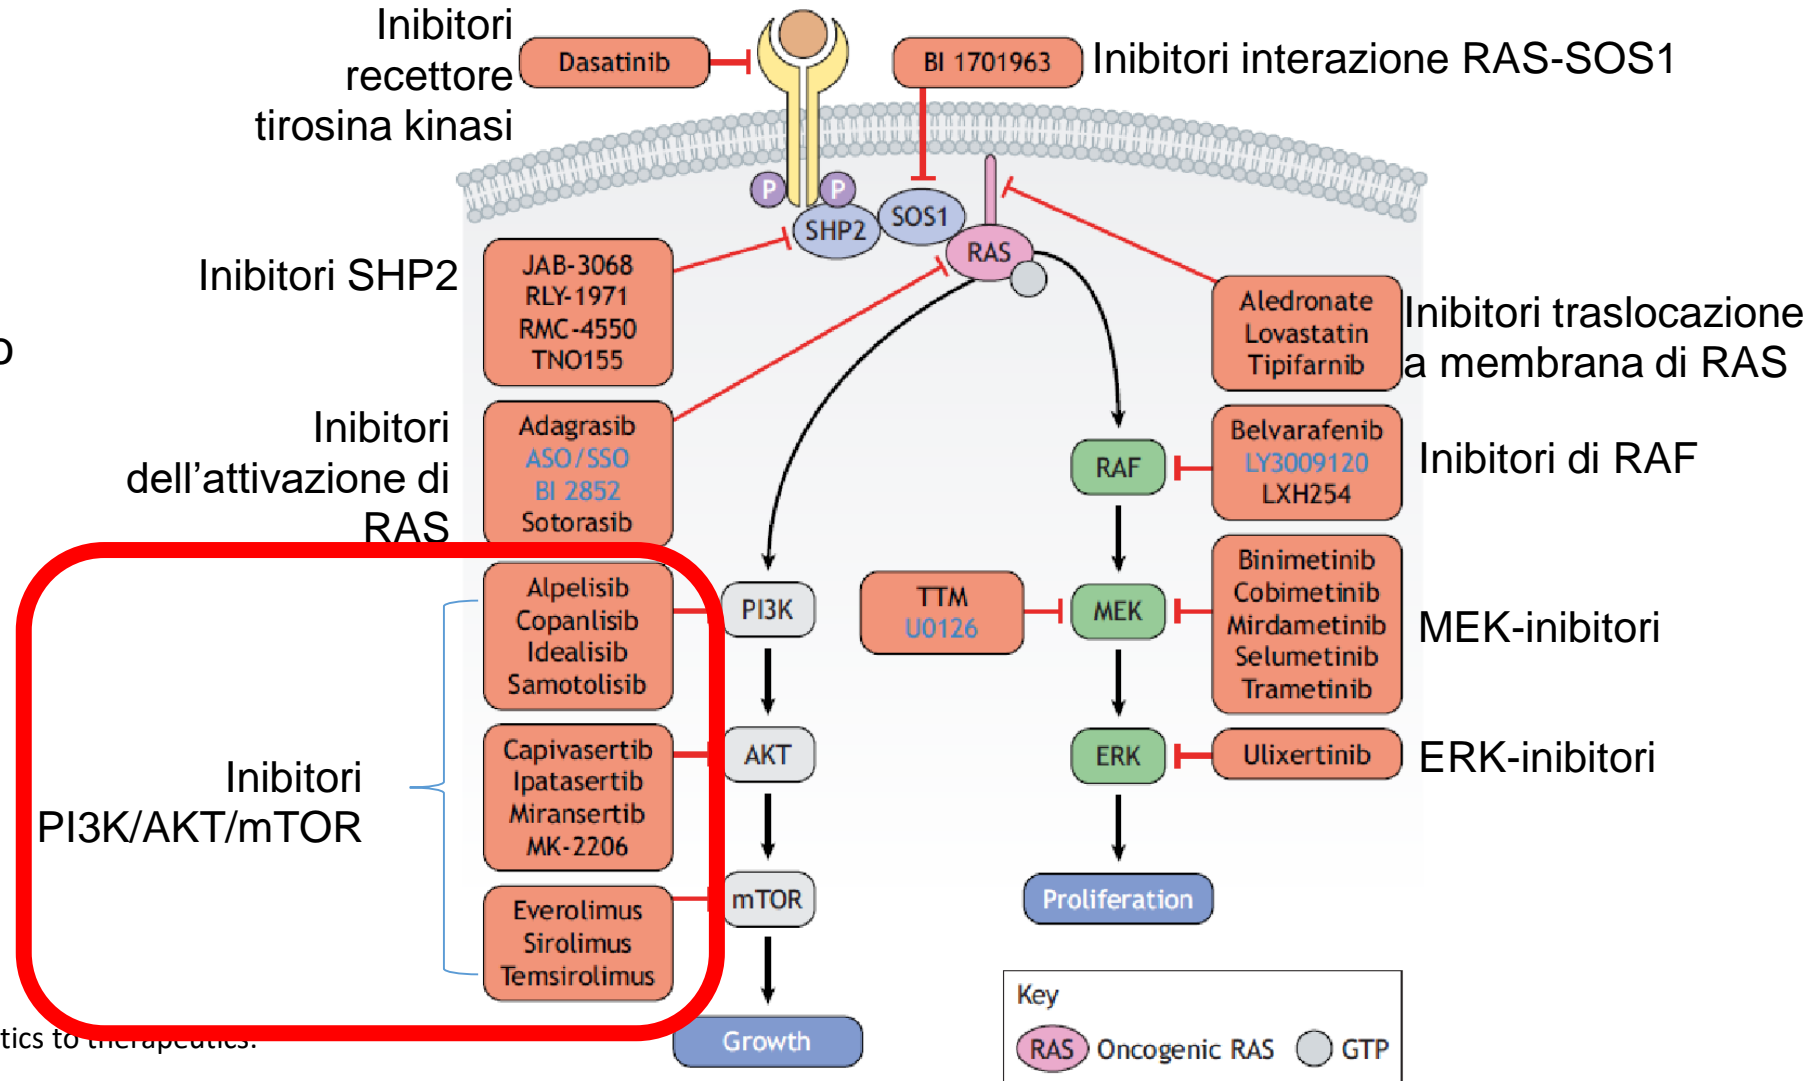 Inibitori
recettore
tirosina kinasi
Dasatinib
BI 1701963
Inibitori interazione RAS-SOS1
P
P
SHP2
SOS1
RAS
Inibitori SHP2
JAB-3068
RLY-1971
RMC-4550
TNO155
Aledronate
Lovastatin
Tipifarnib
Inibitori traslocazione
a membrana di RAS
o
Inibitori
dell’attivazione di
RAS
Adagrasib
ASO/SSO
BI 2852
Sotorasib
RAF
Belvarafenib
LY3009120
LXH254
Inibitori di RAF
Alpelisib
Copanlisib
Idealisib
Samotolisib
PI3K
TTM
U0126
MEK
Binimetinib
Cobimetinib
Mirdametinib
Selumetinib
Trametinib
MEK-inibitori
Inibitori
PI3K/AKT/mTOR
Capivasertib
Ipatasertib
Miransertib
MK-2206
AKT
ERK
Ulixertinib
ERK-inibitori
Everolimus
Sirolimus
Temsirolimus
mTOR
Proliferation
Growth
Key
RAS Oncogenic RAS GTP
tics to therapeutics.